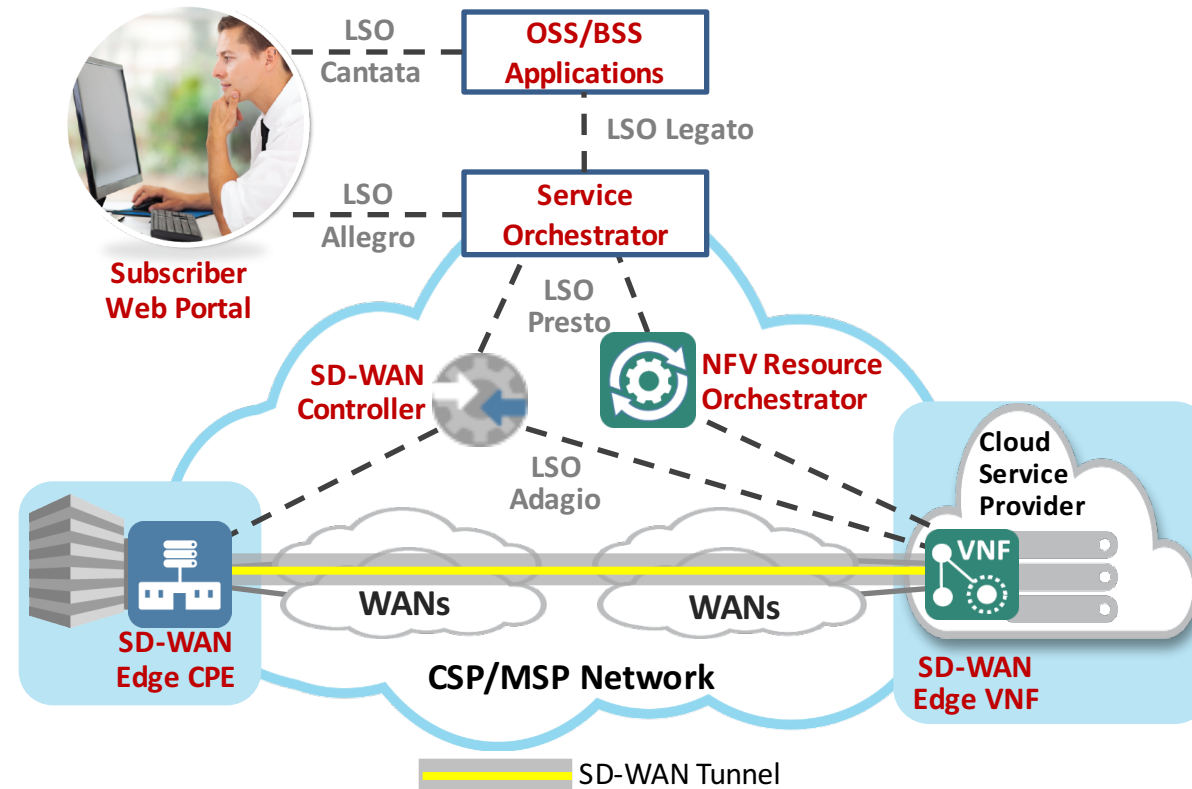 LSO
Cantata
OSS/BSS
Applications
LSO Legato
LSO
Allegro
Service
Orchestrator
Subscriber
Web Portal
LSO
Presto
SD-WAN
Controller
NFV Resource
Orchestrator
LSO
Adagio
Cloud
Service
Provider
VNF
WANs
WANs
SD-WAN
Edge CPE
CSP/MSP Network
SD-WAN
Edge VNF
SD-WAN Tunnel